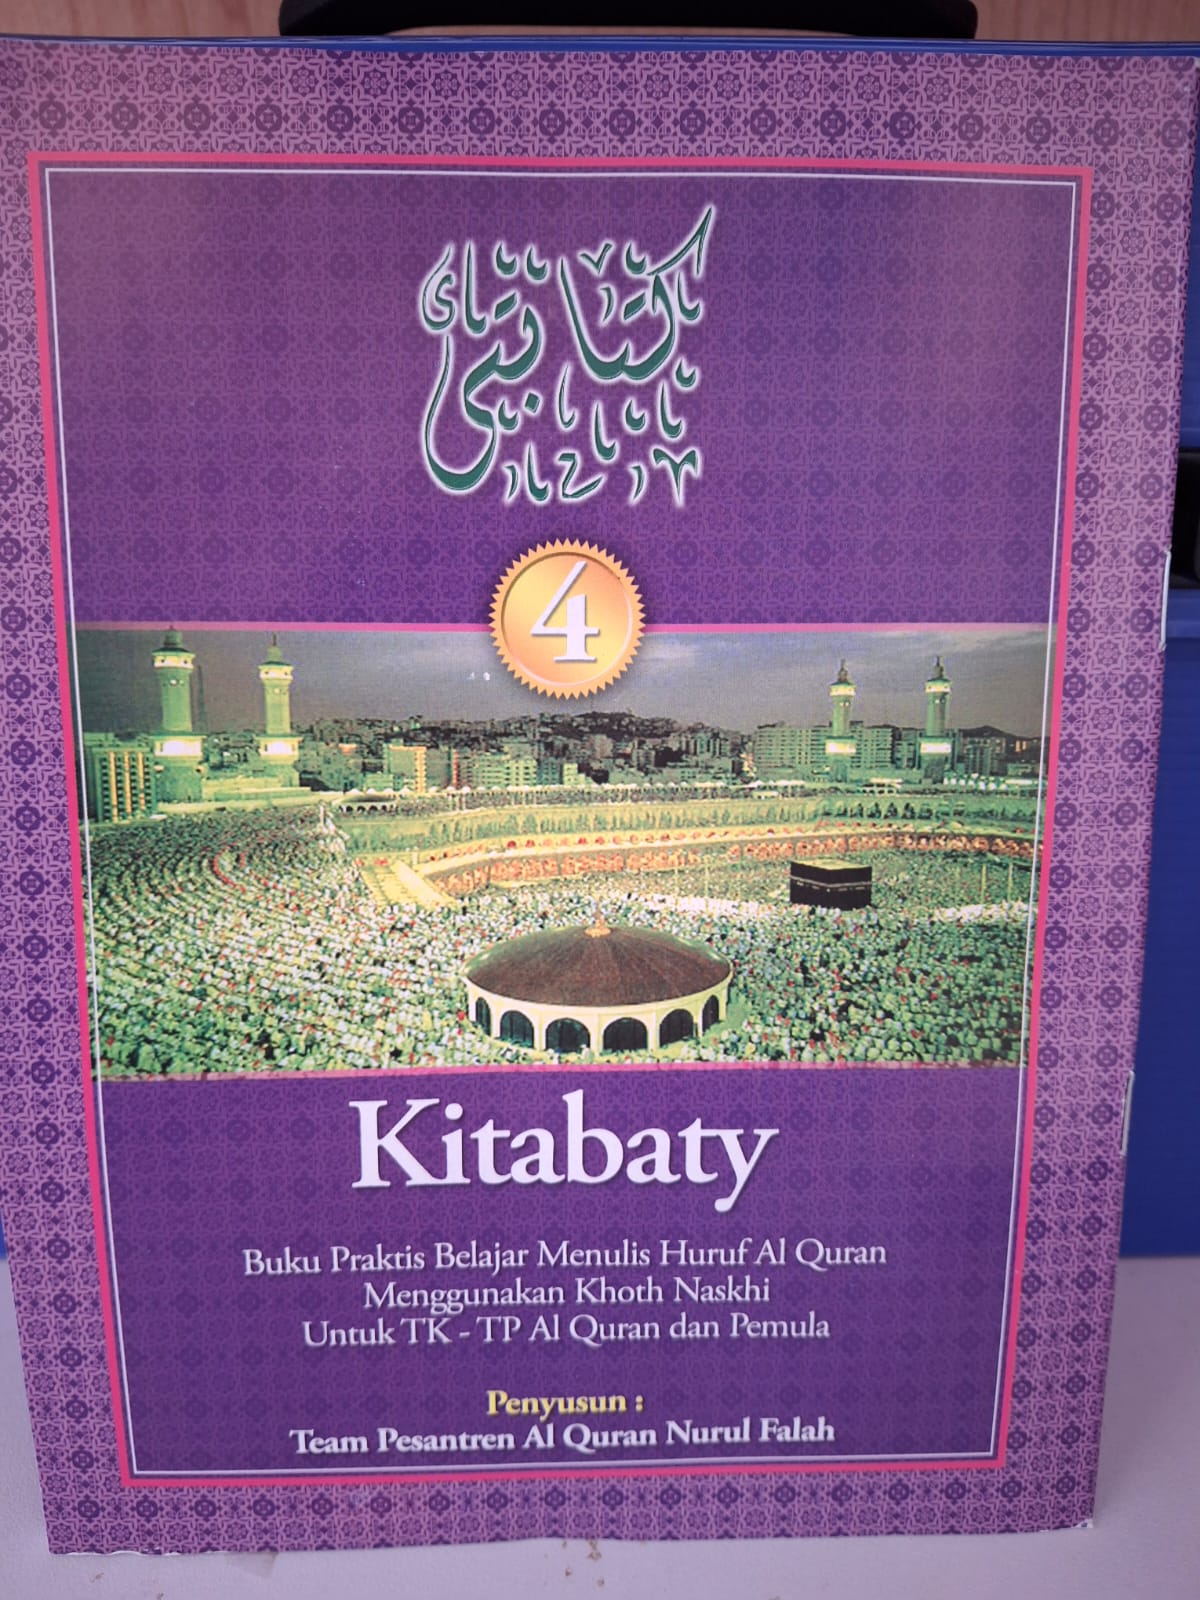 كتابتي
4
Kitabaty
Buku Praktis Belajar Menulis Huruf Al Quran
Menggunakan Khoth Naskhi
Untuk TK - TP Al Quran dan Pemula
Penyusun :
Team Pesantren Al Quran Nurul Falah